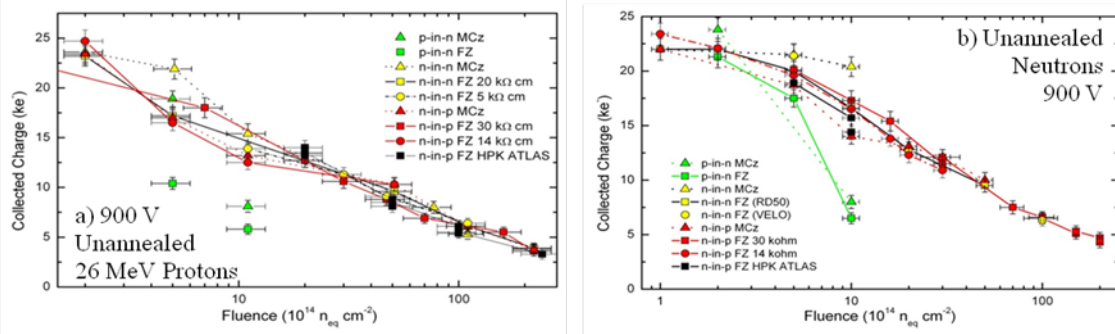 25
20
15
10
5
0
Collected Charge (ke⁻)
p-in-n MCz
p-in-n FZ
n-in-n MCz
n-in-n FZ 20 kΩ cm
n-in-n FZ 5 kΩ cm
n-in-p MCz
n-in-p FZ 30 kΩ cm
n-in-p FZ 14 kΩ cm
n-in-p FZ HPK ATLAS
a) 900 V
Unannealed
26 MeV Protons
10
100
Fluence (10¹⁴ n_eq cm⁻²)
25
20
15
10
5
0
Collected Charge (ke⁻)
b) Unannealed
Neutrons
900 V
p-in-n MCz
p-in-n FZ
n-in-n MCz
n-in-n FZ (RD50)
n-in-n FZ (VELO)
n-in-p MCz
n-in-p FZ 30 kohm
n-in-p FZ 14 kohm
n-in-p FZ HPK ATLAS
1
10
100
Fluence (10¹⁴ n_eq cm⁻²)